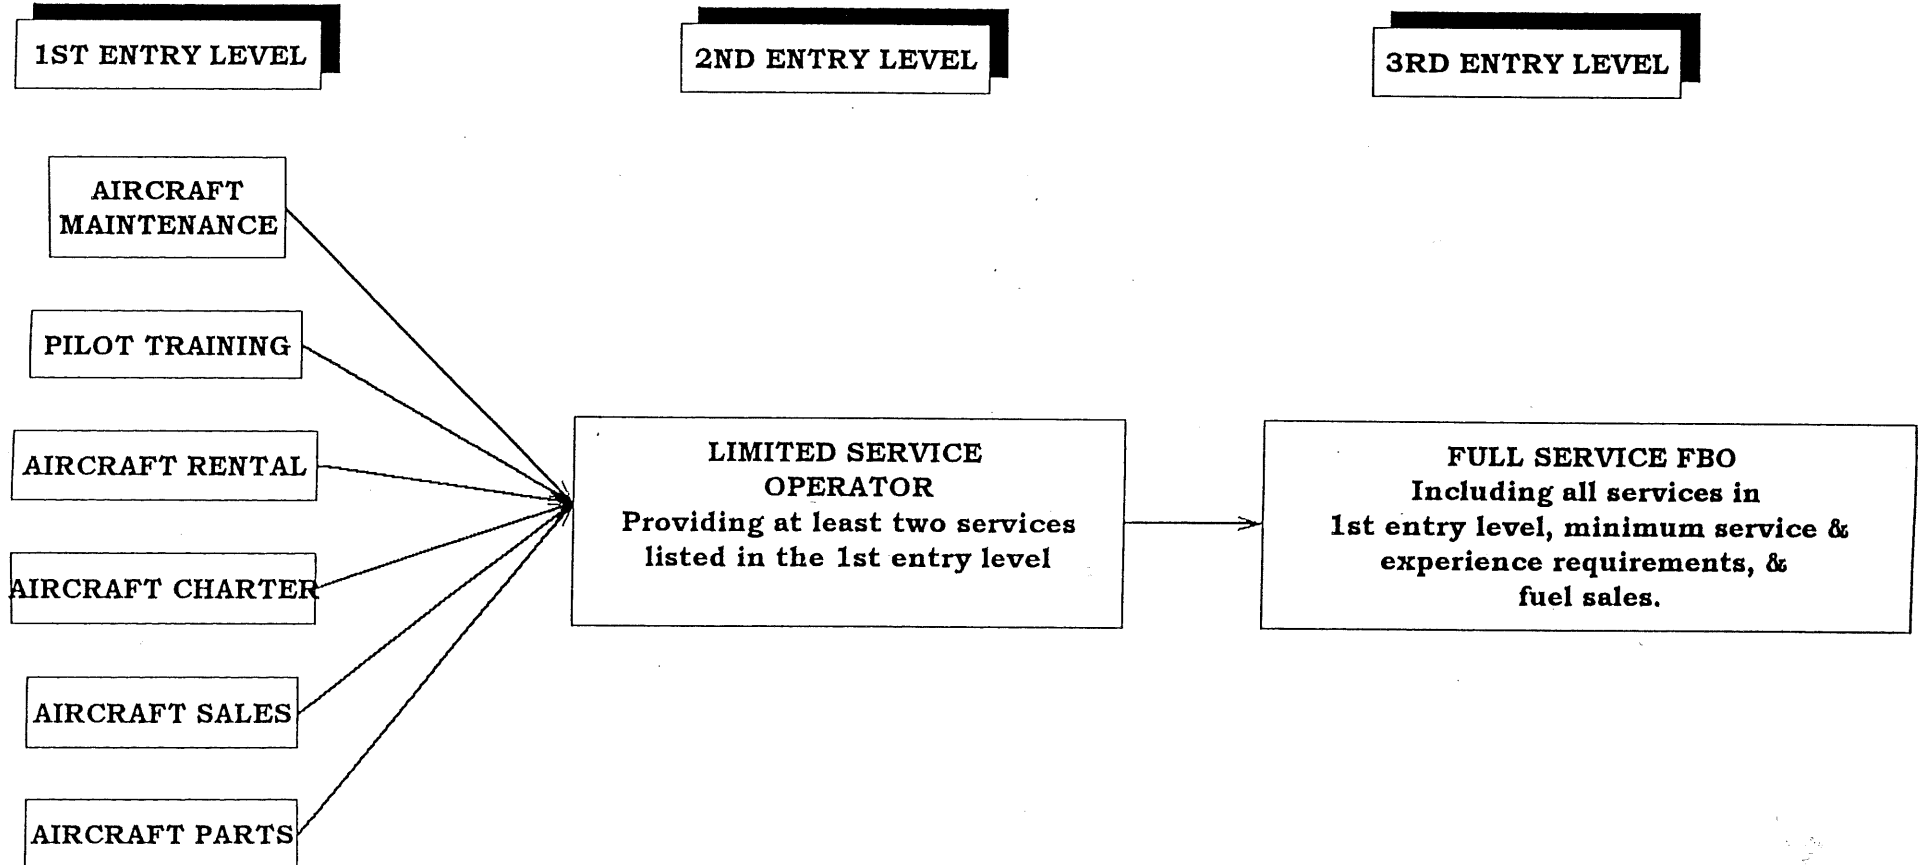 1ST ENTRY LEVEL
2ND ENTRY LEVEL
3RD ENTRY LEVEL
AIRCRAFT
MAINTENANCE
PILOT TRAINING
AIRCRAFT RENTAL
AIRCRAFT CHARTER
AIRCRAFT SALES
AIRCRAFT PARTS
LIMITED SERVICE
OPERATOR
Providing at least two services
listed in the 1st entry level
FULL SERVICE FBO
Including all services in
1st entry level, minimum service &
experience requirements, &
fuel sales.